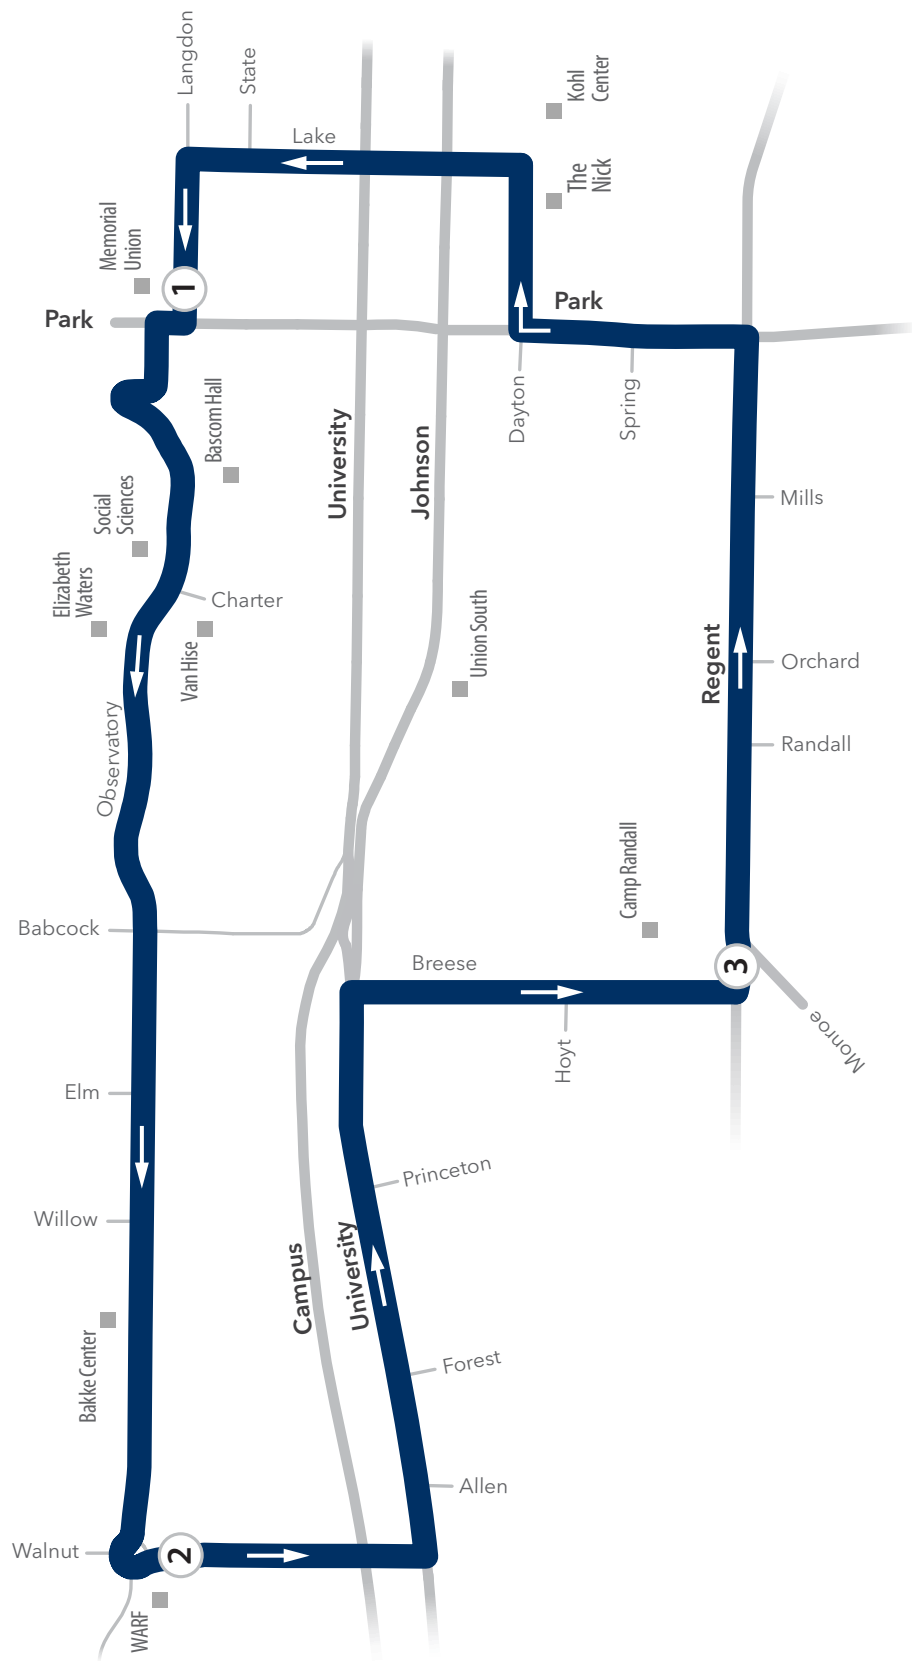 Langdon
State
Lake
Kohl
Center
The
Nick
Memorial
Union
1
Park
Park
Dayton
Spring
Bascom Hall
University
Johnson
Social
Sciences
Mills
Elizabeth
Waters
Charter
Van Hise
Union South
Regent
Orchard
Observatory
Randall
Camp Randall
Babcock
Breese
3
Monroe
Hoyt
Elm
Princeton
Willow
Campus
University
Bakke Center
Forest
Allen
Walnut
2
WARF